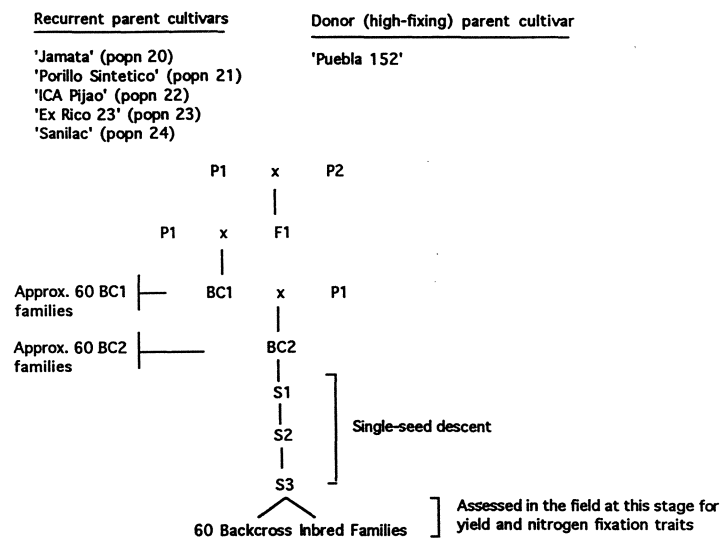 Recurrent parent cultivars
Donor (high-fixing) parent cultivar
'Jamata' (popn 20)
'Puebla 152'
'Porillo Sintetico' (popn 21)
'ICA Pijao' (popn 22)
'Ex Rico 23' (popn 23)
'Sanilac' (popn 24)
P1 x P2
P1 x F1
Approx. 60 BC1
families
BC1 x P1
Approx. 60 BC2
families
BC2
S1
S2
Single-seed descent
S3
60 Backcross Inbred Families
Assessed in the field at this stage for
yield and nitrogen fixation traits